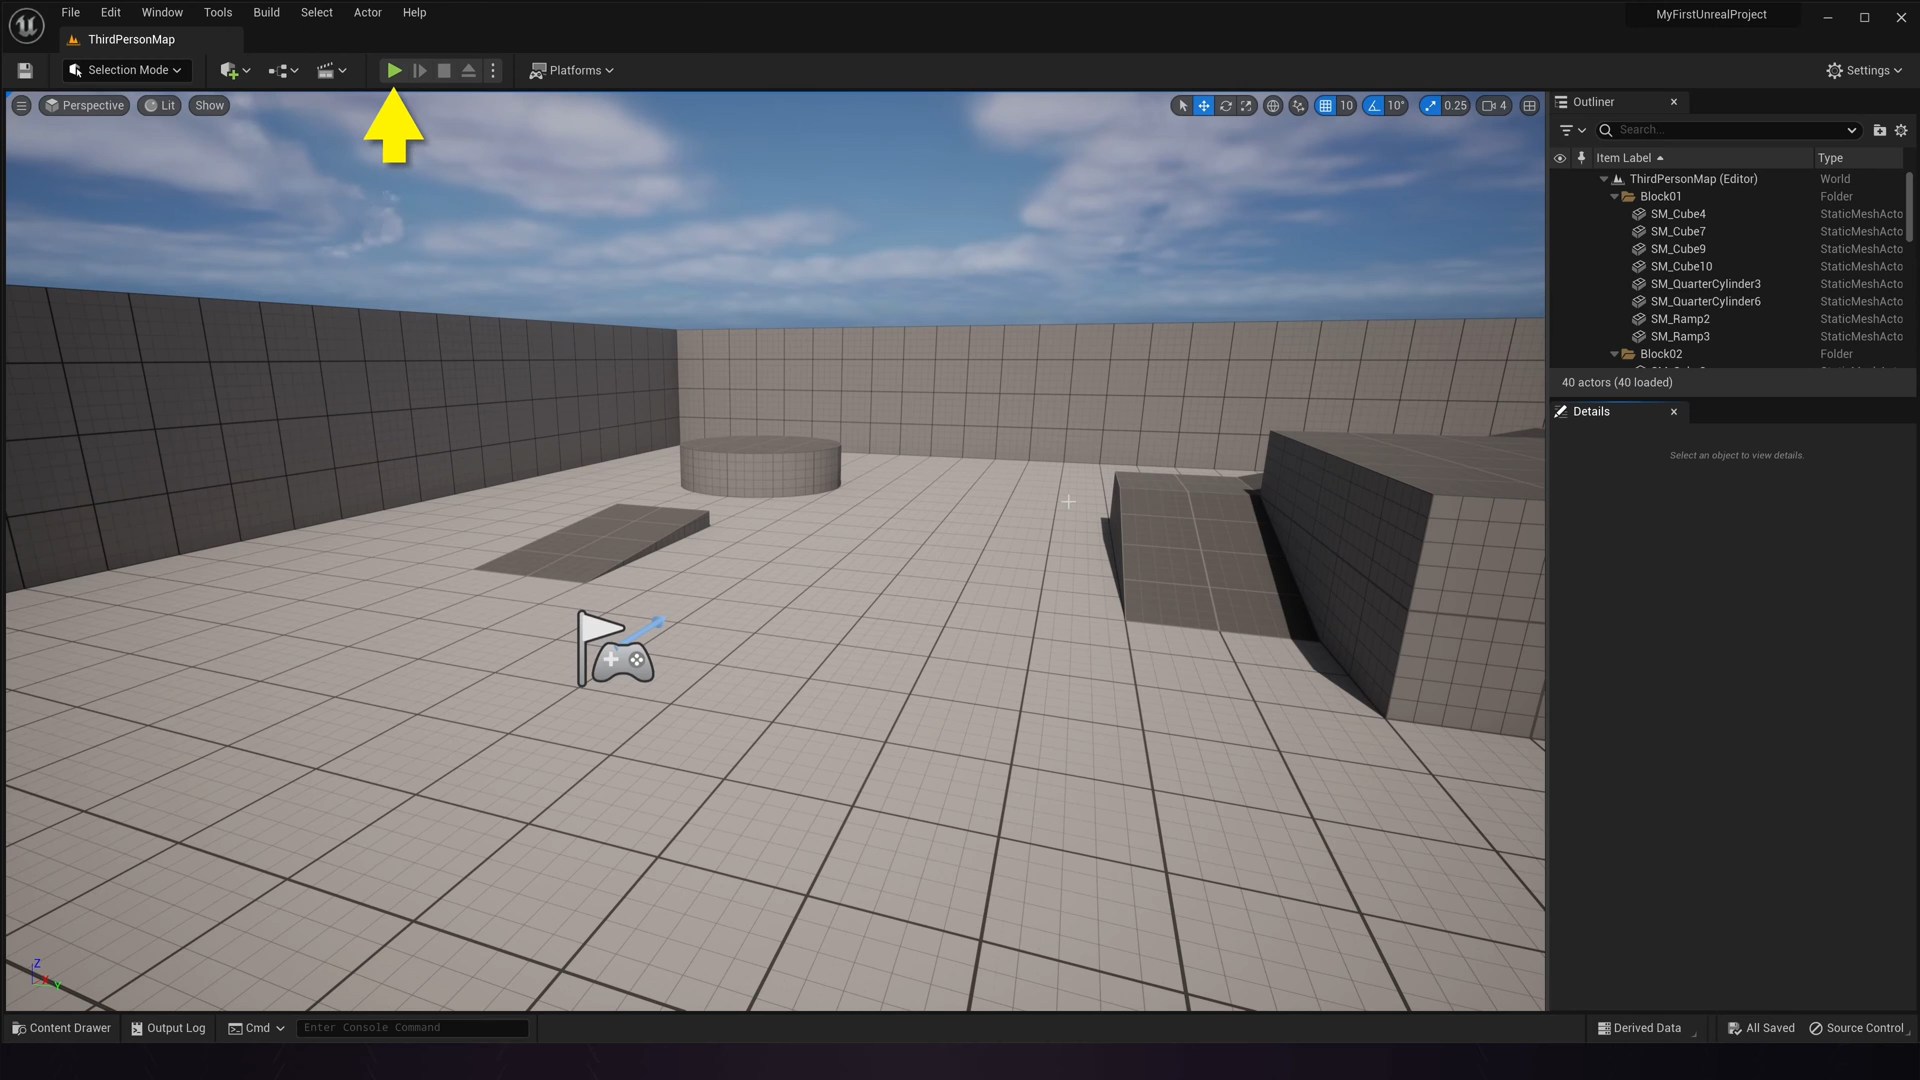 File Edit Window Tools Build Select Actor Help
MyFirstUnrealProject
ThirdPersonMap
Selection Mode
Platforms
Settings
Perspective Lit Show
10 10° 0.25 4
Outliner
Search...
Item Label Type
ThirdPersonMap (Editor) World
Block01 Folder
SM_Cube4 StaticMeshActo
SM_Cube7 StaticMeshActo
SM_Cube9 StaticMeshActo
SM_Cube10 StaticMeshActo
SM_QuarterCylinder3 StaticMeshActo
SM_QuarterCylinder6 StaticMeshActo
SM_Ramp2 StaticMeshActo
SM_Ramp3 StaticMeshActo
Block02 Folder
40 actors (40 loaded)
Details
Select an object to view details.
Z
X
Y
Content Drawer Output Log Cmd Enter Console Command Derived Data All Saved Source Control